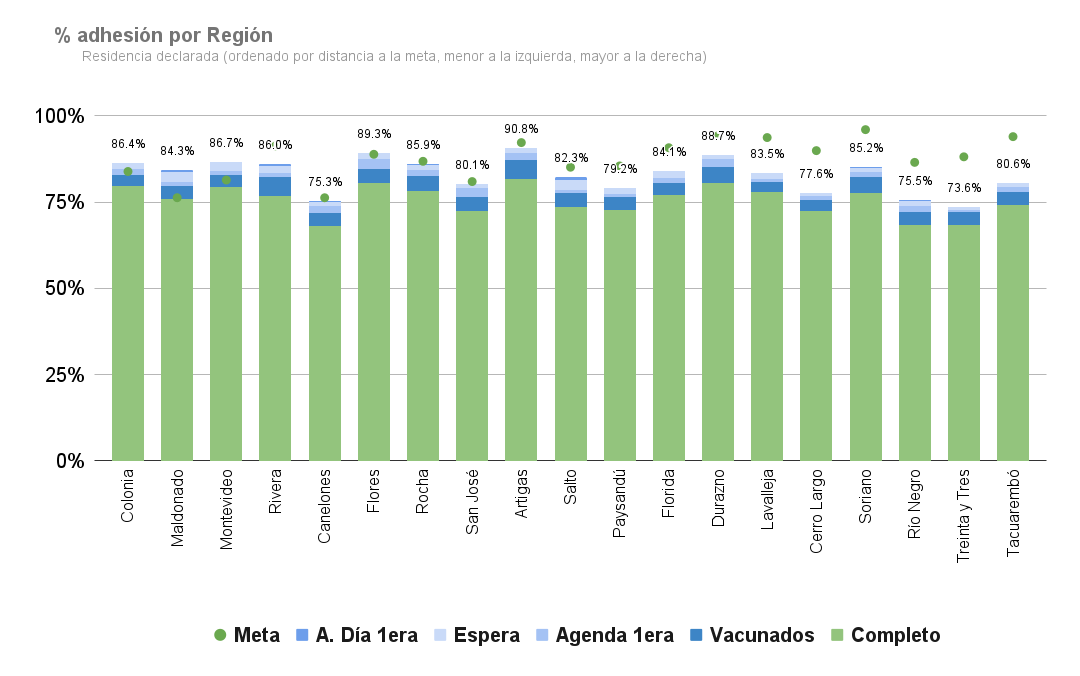 % adhesión por Región
Residencia declarada (ordenado por distancia a la meta, menor a la izquierda, mayor a la derecha)
100%
75%
50%
25%
0%
86.4%
84.3%
86.7%
86.0%
75.3%
89.3%
85.9%
80.1%
90.8%
82.3%
79.2%
84.1%
88.7%
83.5%
77.6%
85.2%
75.5%
73.6%
80.6%
Colonia
Maldonado
Montevideo
Rivera
Canelones
Flores
Rocha
San José
Artigas
Salto
Paysandú
Florida
Durazno
Lavalleja
Cerro Largo
Soriano
Río Negro
Treinta y Tres
Tacuarembó
Meta A. Día 1era Espera Agenda 1era Vacunados Completo